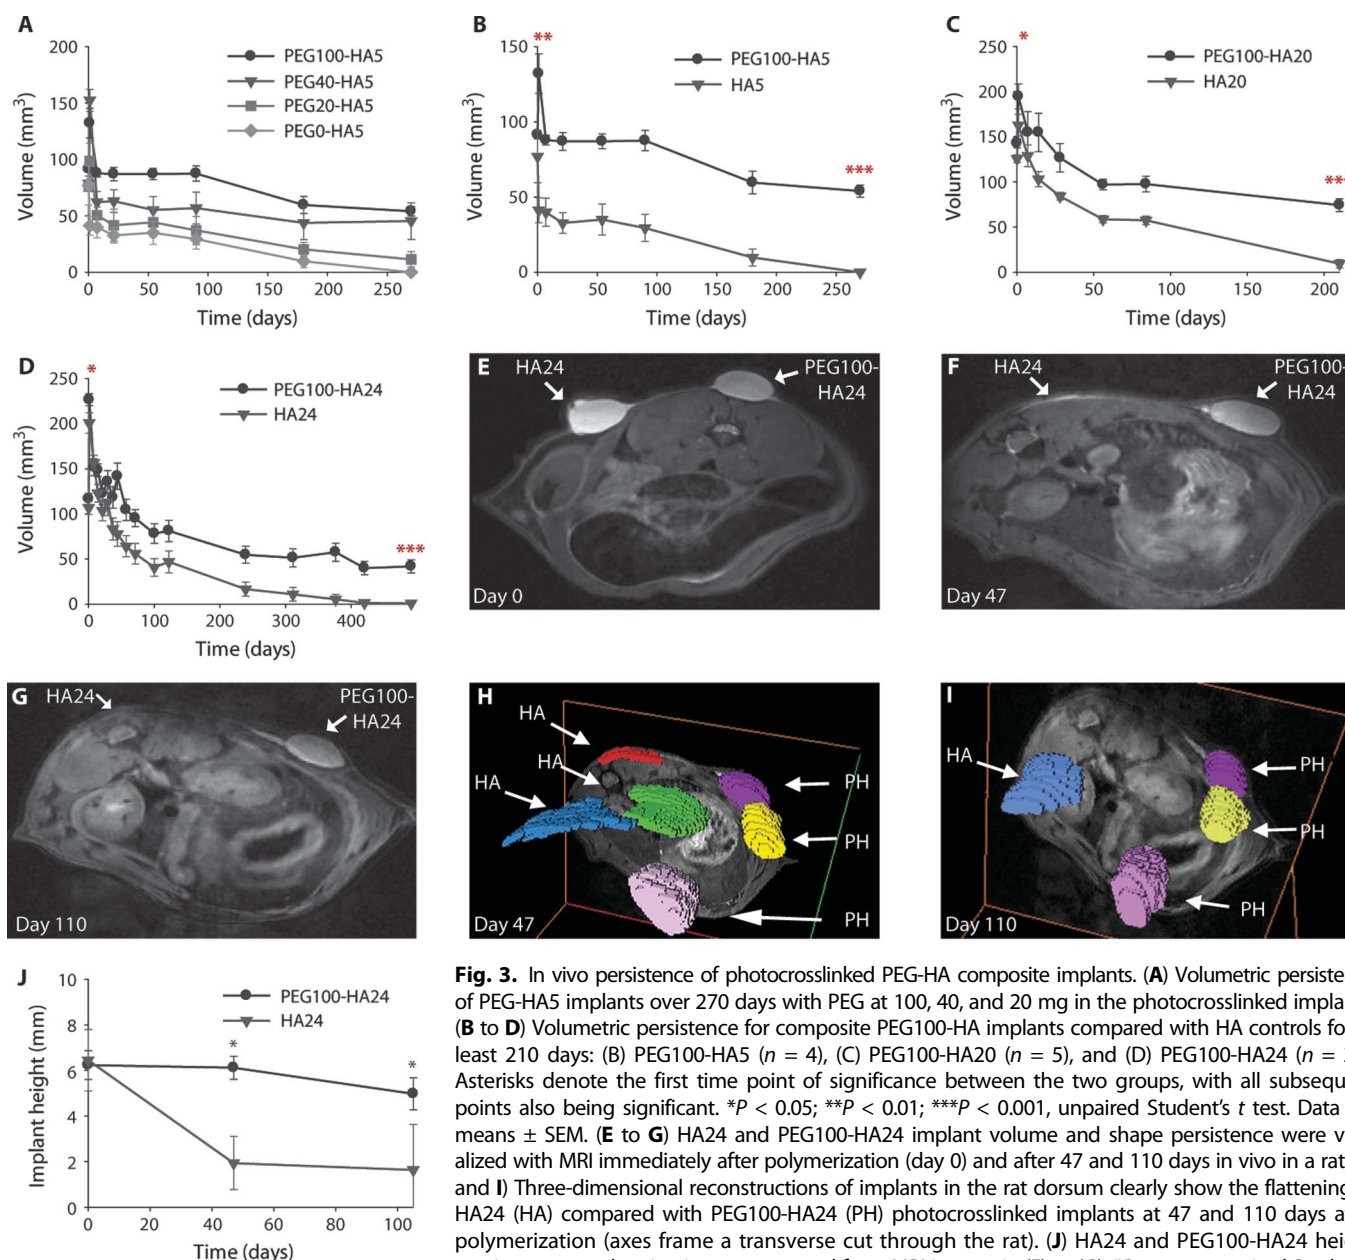 A
200
150
100
50
0
Volume (mm³)
0 50 100 150 200 250
Time (days)
PEG100-HA5
PEG40-HA5
PEG20-HA5
PEG0-HA5
B
**
150
100
50
0
Volume (mm³)
0 50 100 150 200 250
Time (days)
PEG100-HA5
HA5
***
C
*
250
200
150
100
50
0
Volume (mm³)
0 50 100 150 200
Time (days)
PEG100-HA20
HA20
D
*
250
200
150
100
50
0
Volume (mm³)
0 100 200 300 400
Time (days)
PEG100-HA24
HA24
***
E
HA24
PEG100-
HA24
Day 0
F
HA24
PEG100-
HA24
Day 47
G
HA24
PEG100-
HA24
Day 110
H
HA
HA
HA
PH
PH
PH
Day 47
I
HA
PH
PH
PH
Day 110
J
10
8
6
4
2
0
Implant height (mm)
0 20 40 60 80 100
Time (days)
PEG100-HA24
HA24
*
*
Fig. 3. In vivo persistence of photocrosslinked PEG-HA composite implants. (A) Volumetric
of PEG-HA5 implants over 270 days with PEG at 100, 40, and 20 mg in the photocrosslinked
(B to D) Volumetric persistence for composite PEG100-HA implants compared with HA controls
least 210 days: (B) PEG100-HA5 (n = 4), (C) PEG100-HA20 (n = 5), and (D) PEG100-HA24 (n =
Asterisks denote the first time point of significance between the two groups, with all
points also being significant. *P < 0.05; **P < 0.01; ***P < 0.001, unpaired Student's t test. Data
means ± SEM. (E to G) HA24 and PEG100-HA24 implant volume and shape persistence were
alized with MRI immediately after polymerization (day 0) and after 47 and 110 days in vivo in a rat
and I) Three-dimensional reconstructions of implants in the rat dorsum clearly show the flattening
HA24 (HA) compared with PEG100-HA24 (PH) photocrosslinked implants at 47 and 110 days
polymerization (axes frame a transverse cut through the rat). (J) HA24 and PEG100-HA24